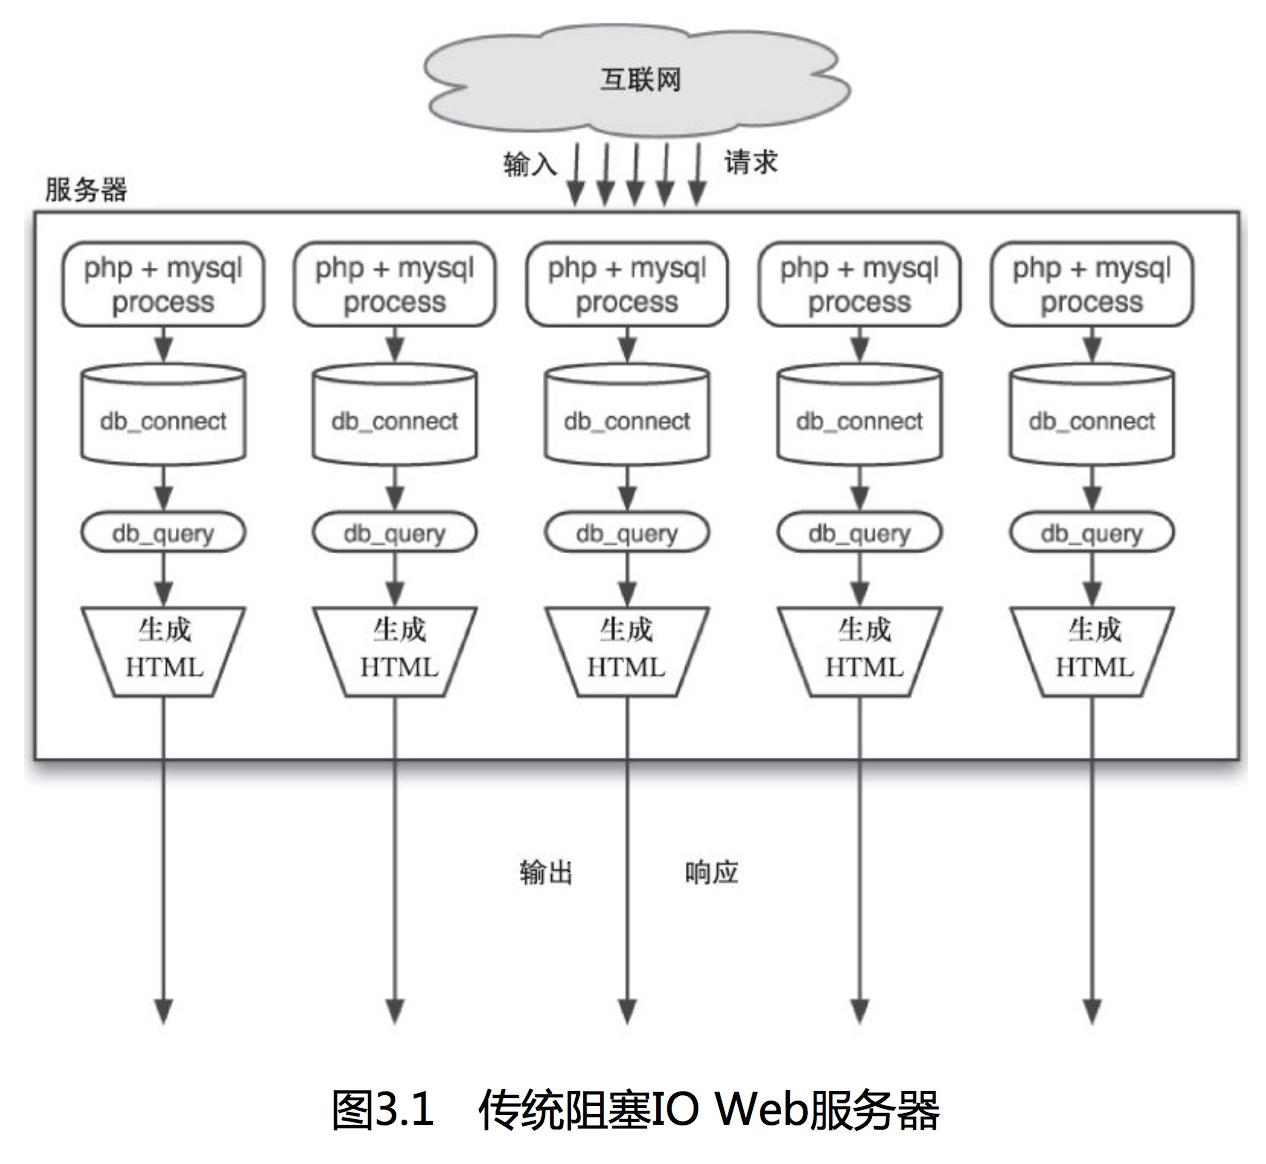 互联网
输入 请求
服务器
php + mysql php + mysql php + mysql php + mysql php + mysql
process process process process process
db_connect db_connect db_connect db_connect db_connect
db_query db_query db_query db_query db_query
生成 生成 生成 生成 生成
HTML HTML HTML HTML HTML
输出 响应
图3.1 传统阻塞IO Web服务器